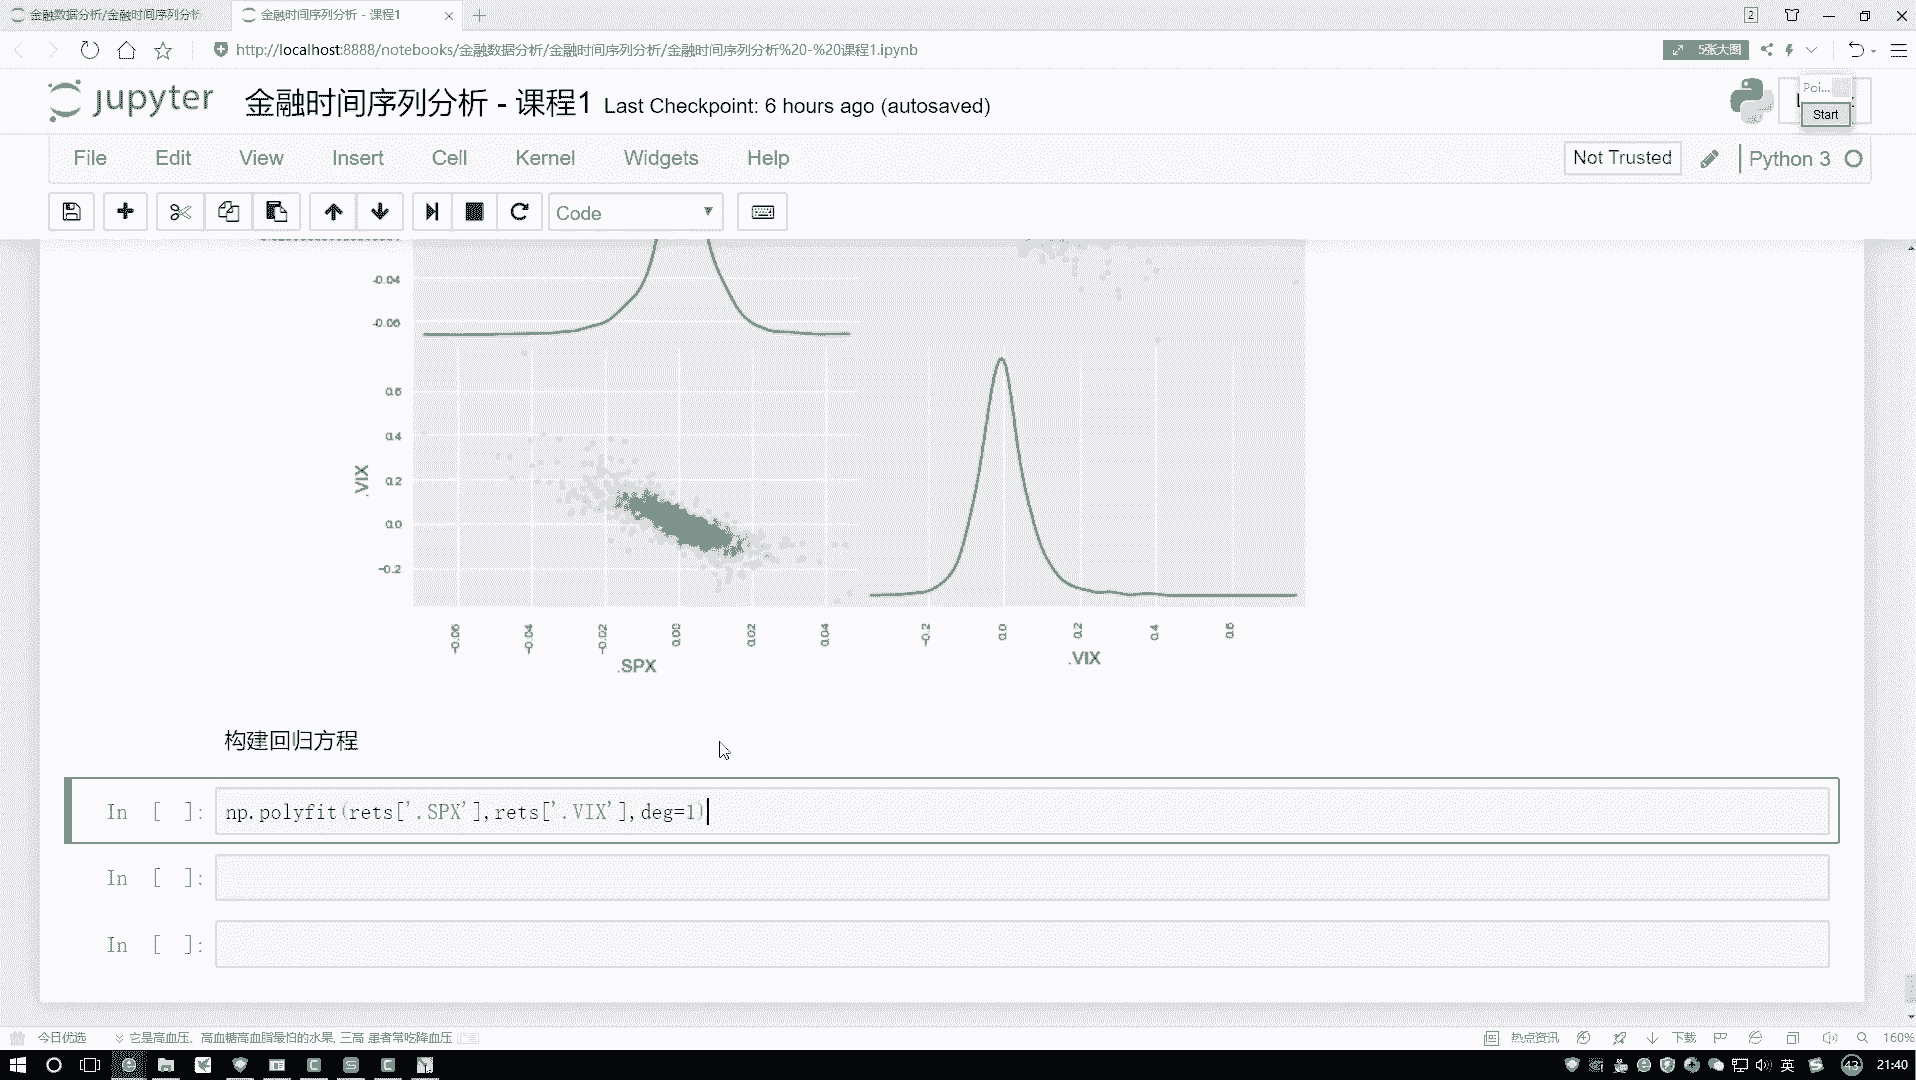 金融数据分析/金融时间序列分析
金融时间序列分析 - 课程1
2
http://localhost:8888/notebooks/金融数据分析/金融时间序列分析/金融时间序列分析%20-%20课程1.ipynb
5张大图
jupyter 金融时间序列分析 - 课程1 Last Checkpoint: 6 hours ago (autosaved)
Poi...
Start
File Edit View Insert Cell Kernel Widgets Help
Not Trusted
Python 3
Code
-0.04
-0.06
0.6
0.4
0.2
0.0
-0.2
.VIX
-0.06 -0.04 -0.02 0.00 0.02 0.04
.SPX
-0.2 0.0 0.2 0.4 0.6
.VIX
构建回归方程
In [ ]: np.polyfit(rets['.SPX'],rets['.VIX'],deg=1)
In [ ]:
In [ ]:
今日优选
它是高血压、高血糖高血脂最怕的水果, 三高 患者常吃降血压
热点资讯
下载
160%
英
43
21:40